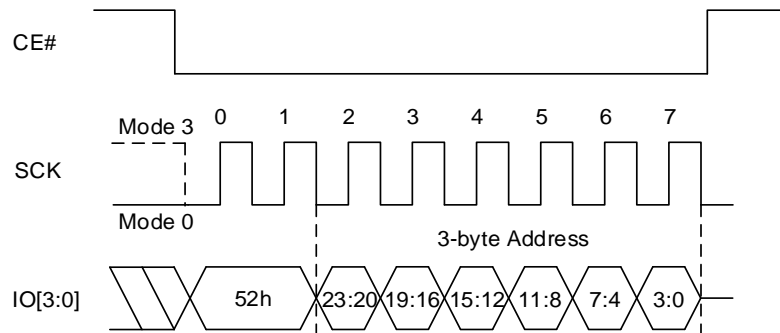 CE#
Mode 3 0 1 2 3 4 5 6 7
SCK
Mode 0
3-byte Address
IO[3:0] 52h 23:20 19:16 15:12 11:8 7:4 3:0